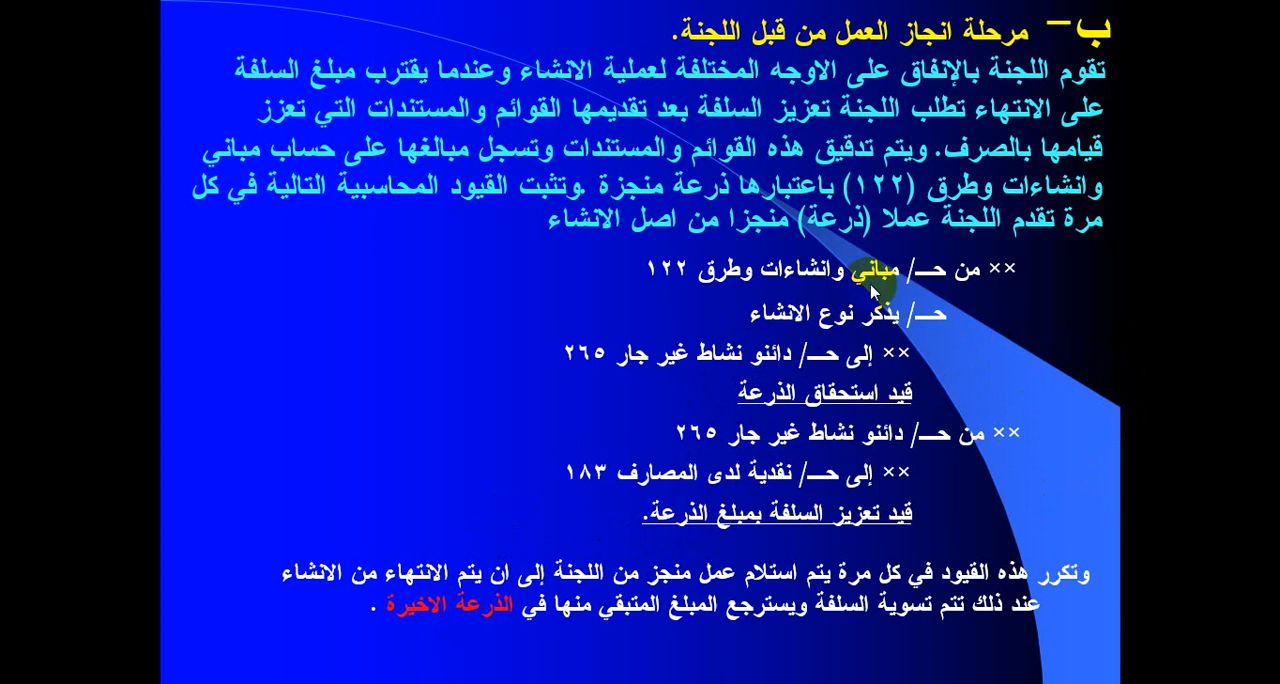 ب– مرحلة انجاز العمل من قبل اللجنة.
تقوم اللجنة بالإنفاق على الاوجه المختلفة لعملية الانشاء وعندما يقترب مبلغ السلفة
على الانتهاء تطلب اللجنة تعزيز السلفة بعد تقديمها القوائم والمستندات التي تعزز
قيامها بالصرف. ويتم تدقيق هذه القوائم والمستندات وتسجل مبالغها على حساب مباني
وانشاءات وطرق (١٢٢) باعتبارها ذرعة منجزة .وتثبت القيود المحاسبية التالية في كل
مرة تقدم اللجنة عملا (ذرعة) منجزا من اصل الانشاء
×× من حـــ/ مباني وانشاءات وطرق ١٢٢
حـــ/ يذكر نوع الانشاء
×× إلى حـــ/ دائنو نشاط غير جار ٢٦٥
قيد استحقاق الذرعة
×× من حـــ/ دائنو نشاط غير جار ٢٦٥
×× إلى حـــ/ نقدية لدى المصارف ١٨٣
قيد تعزيز السلفة بمبلغ الذرعة.
وتكرر هذه القيود في كل مرة يتم استلام عمل منجز من اللجنة إلى ان يتم الانتهاء من الانشاء
عند ذلك تتم تسوية السلفة ويسترجع المبلغ المتبقي منها في الذرعة الاخيرة .